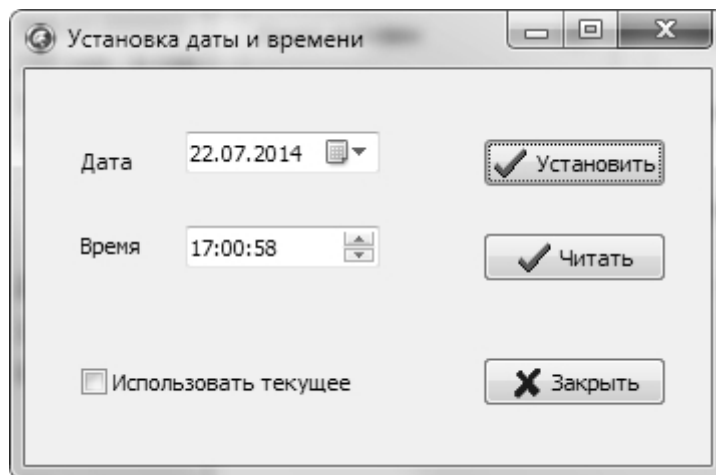 Установка даты и времени
Дата 22.07.2014 Установить
Время 17:00:58 Читать
Использовать текущее Закрыть